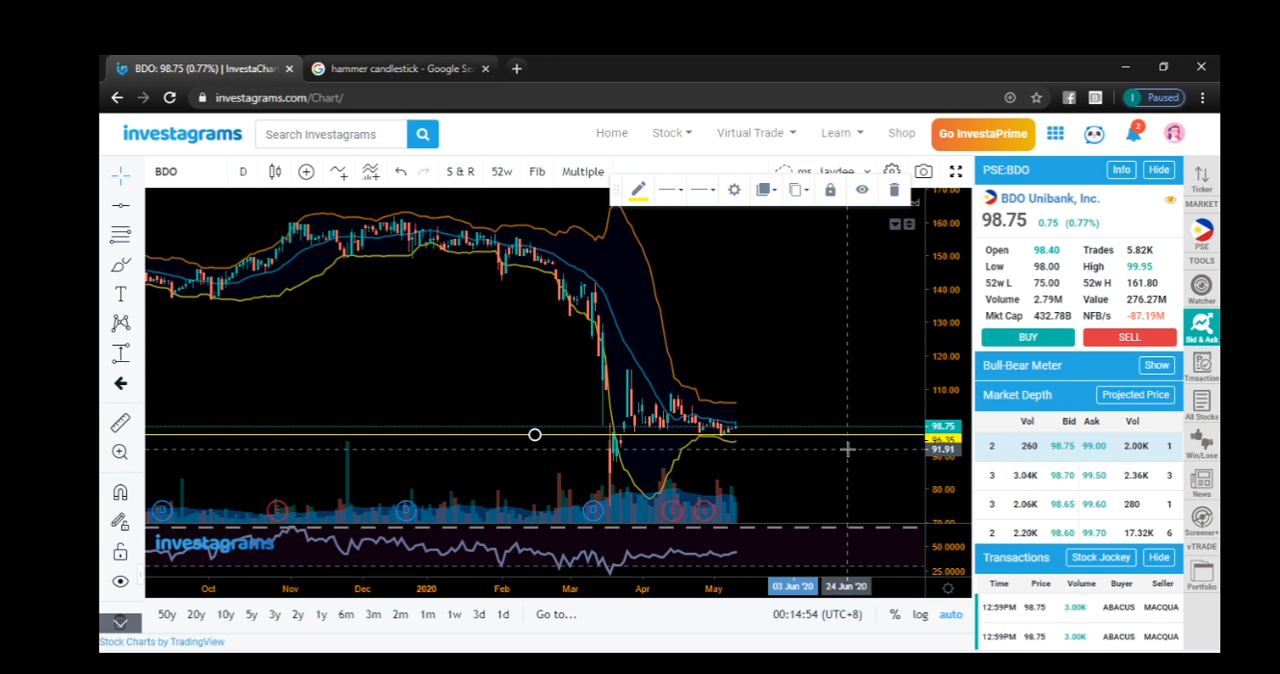 BDO: 98.75 (0.77%) | InvestaChar
hammer candlestick - Google Se
investagrams.com/Chart/
I Paused
investagrams
Search Investagrams
Home Stock Virtual Trade Learn Shop
Go InvestaPrime
2
BDO D S & R 52w Fib Multiple
PSE:BDO Info Hide
BDO Unibank, Inc.
98.75 0.75 (0.77%)
Open 98.40 Trades 5.82K
Low 98.00 High 99.95
52w L 75.00 52w H 161.80
Volume 2.79M Value 276.27M
Mkt Cap 432.78B NFB/s -87.19M
BUY SELL
Bull-Bear Meter Show
Market Depth Projected Price
Vol Bid Ask Vol
2 260 98.75 99.00 2.00K 1
3 3.04K 98.70 99.50 2.36K 3
3 2.06K 98.65 99.60 280 1
2 2.20K 98.60 99.70 17.32K 6
Transactions Stock Jockey Hide
Time Price Volume Buyer Seller
12:59PM 98.75 3.00K ABACUS MACQUA
12:59PM 98.75 3.00K ABACUS MACQUA
Ticker
MARKET
PSE
TOOLS
Watcher
Bid & Ask
Trnsaction
All Stocks
Win/Lose
News
Screener+
vTRADE
Portfolio
170.00
160.00
150.00
140.00
130.00
120.00
110.00
98.75
96.35
91.91
80.00
50.0000
25.0000
D E D D E E
investagrams
Oct Nov Dec 2020 Feb Mar Apr May 03 Jun '20 24 Jun '20
50y 20y 10y 5y 3y 2y 1y 6m 3m 2m 1m 1w 3d 1d Go to... 00:14:54 (UTC+8) % log auto
Stock Charts by TradingView